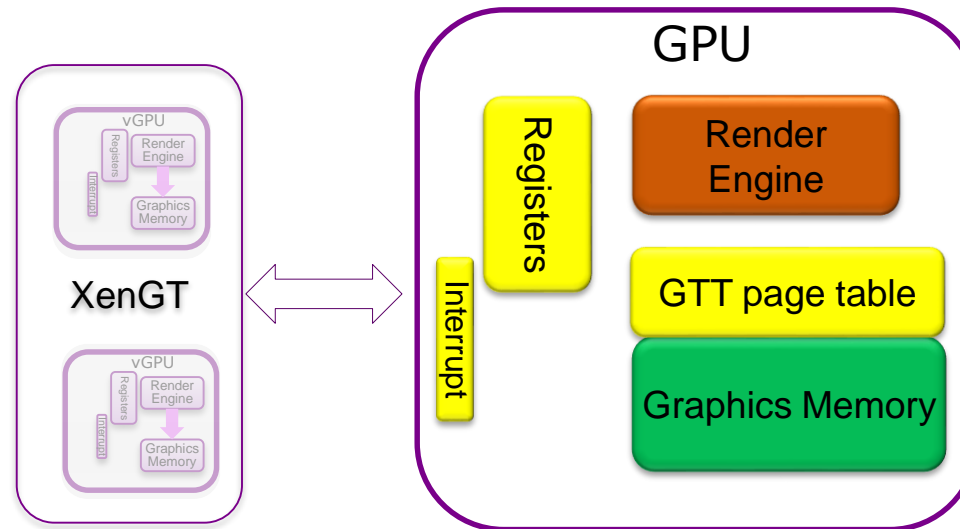 GPU
vGPU
Registers
Render
Engine
Interrupt
Graphics
Memory
XenGT
vGPU
Registers
Render
Engine
Interrupt
Graphics
Memory
Registers
Render
Engine
Interrupt
GTT page table
Graphics Memory